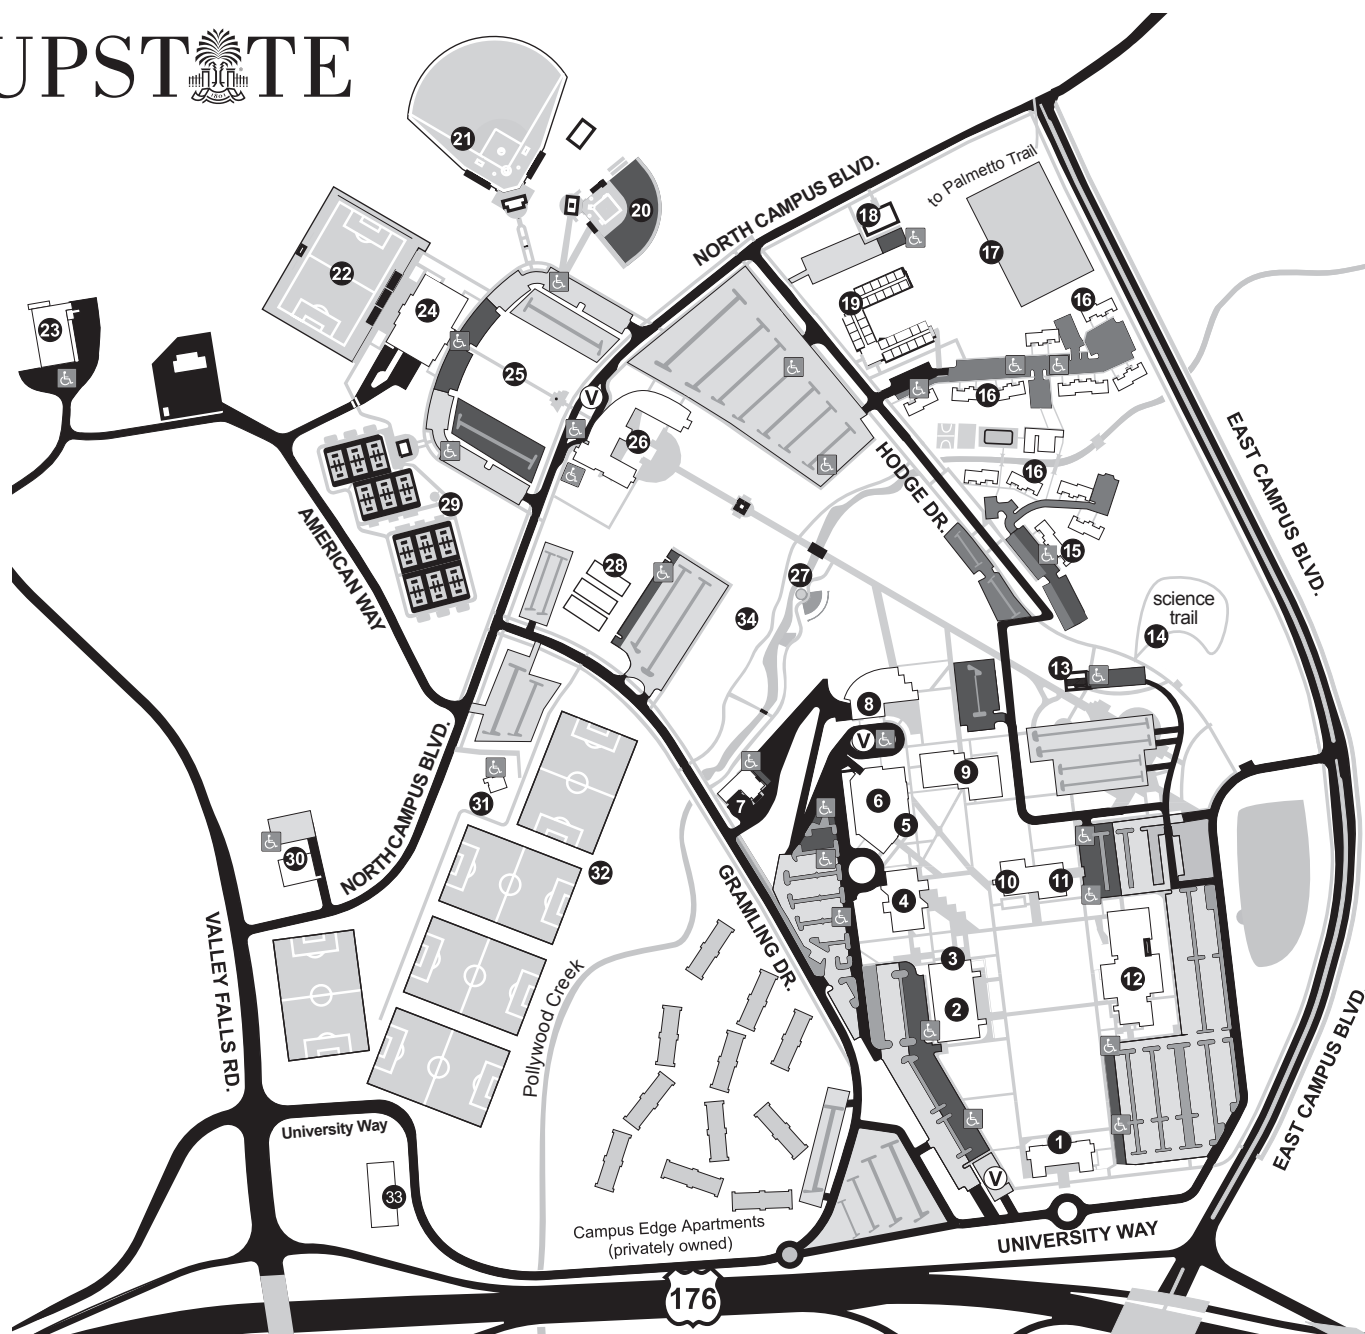 UPSTATE
1801
21
20
NORTH CAMPUS BLVD.
to Palmetto Trail
18
17
22
24
19
16
23
25
16
EAST CAMPUS BLVD.
V
26
HODGE DR.
16
29
AMERICAN WAY
15
28
27
34
science
trail
14
13
8
V
9
NORTH CAMPUS BLVD.
31
7
6
5
32
30
10
11
4
GRAMLING DR.
VALLEY FALLS RD.
3
12
2
Pollywood Creek
EAST CAMPUS BLVD.
University Way
1
V
33
Campus Edge Apartments
(privately owned)
UNIVERSITY WAY
176